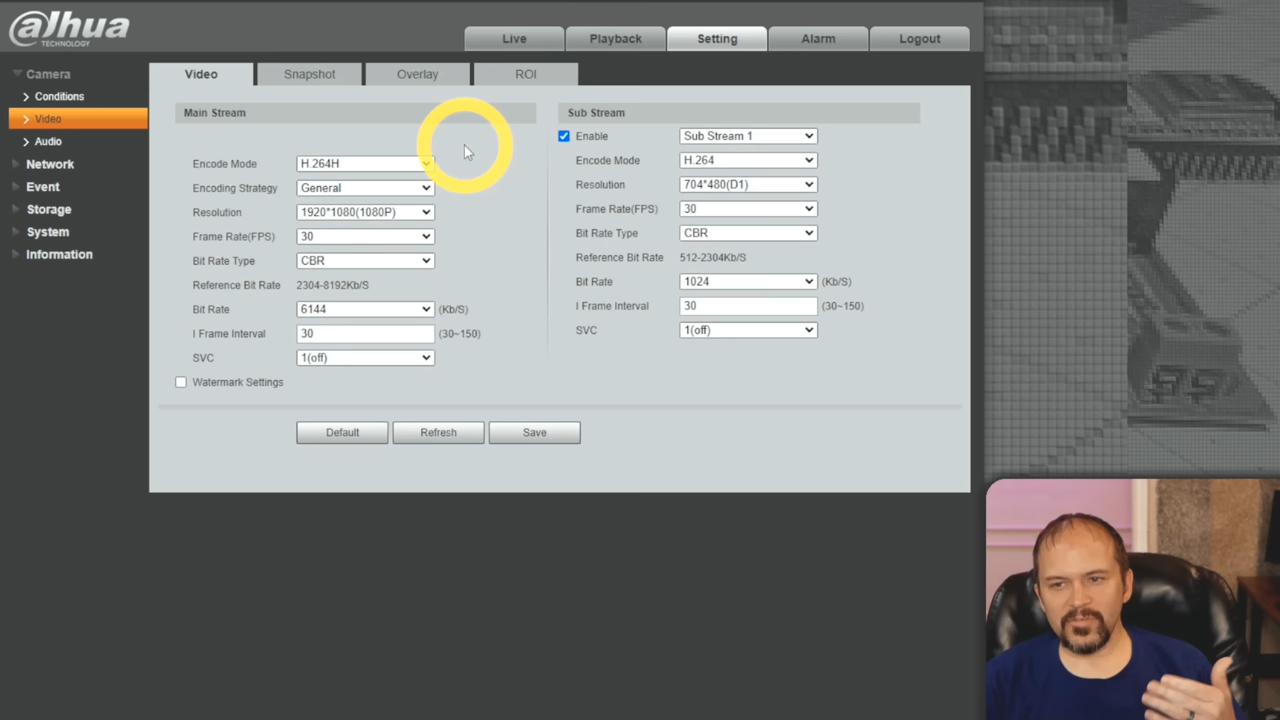 alhua
TECHNOLOGY
Live
Playback
Setting
Alarm
Logout
Camera
Conditions
Video
Audio
Network
Event
Storage
System
Information
Video
Snapshot
Overlay
ROI
Main Stream
Encode Mode H.264H
Encoding Strategy General
Resolution 1920*1080(1080P)
Frame Rate(FPS) 30
Bit Rate Type CBR
Reference Bit Rate 2304-8192Kb/S
Bit Rate 6144 (Kb/S)
I Frame Interval 30 (30~150)
SVC 1(off)
Watermark Settings
Sub Stream
Enable Sub Stream 1
Encode Mode H.264
Resolution 704*480(D1)
Frame Rate(FPS) 30
Bit Rate Type CBR
Reference Bit Rate 512-2304Kb/S
Bit Rate 1024 (Kb/S)
I Frame Interval 30 (30~150)
SVC 1(off)
Default
Refresh
Save